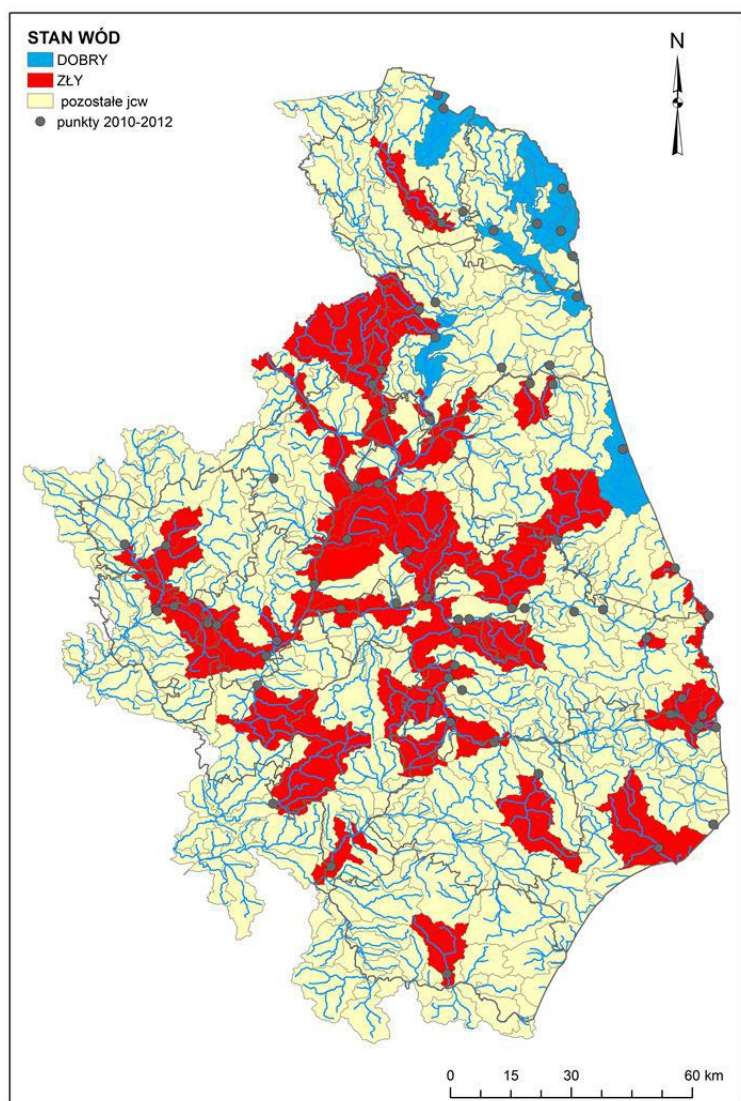 STAN WÓD
DOBRY
ZŁY
pozostałe jcw
punkty 2010-2012
N
0 15 30 60 km